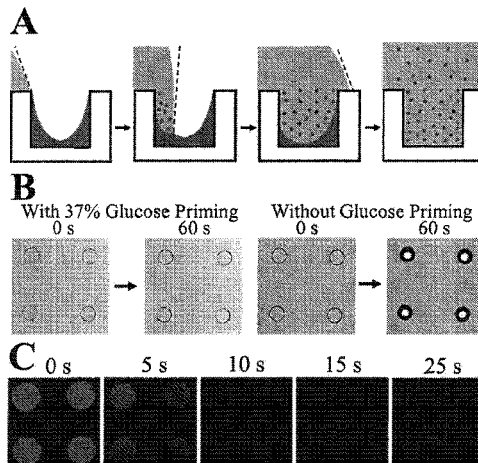 A
B
With 37% Glucose Priming Without Glucose Priming
0 s 60 s 0 s 60 s
C 0 s 5 s 10 s 15 s 25 s